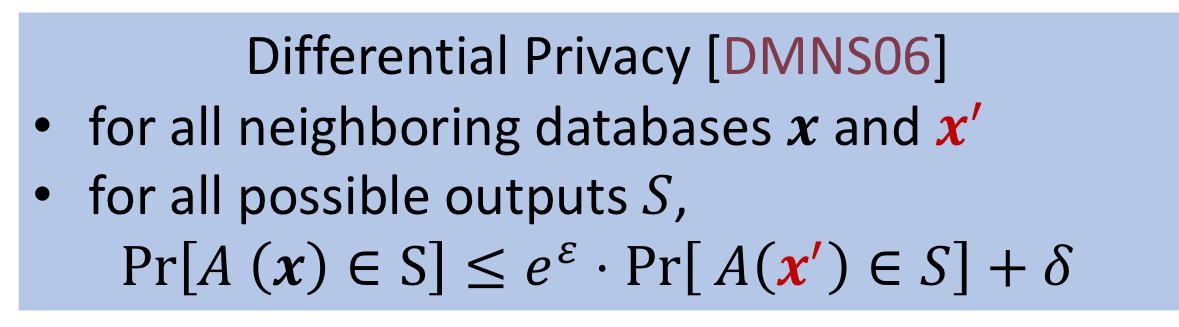 Differential Privacy [DMNS06]
• for all neighboring databases 𝒙 and 𝒙′
• for all possible outputs 𝑆,
Pr[𝐴 (𝒙) ∈ S] ≤ 𝑒^𝜀 · Pr[ 𝐴(𝒙′) ∈ 𝑆] + 𝛿